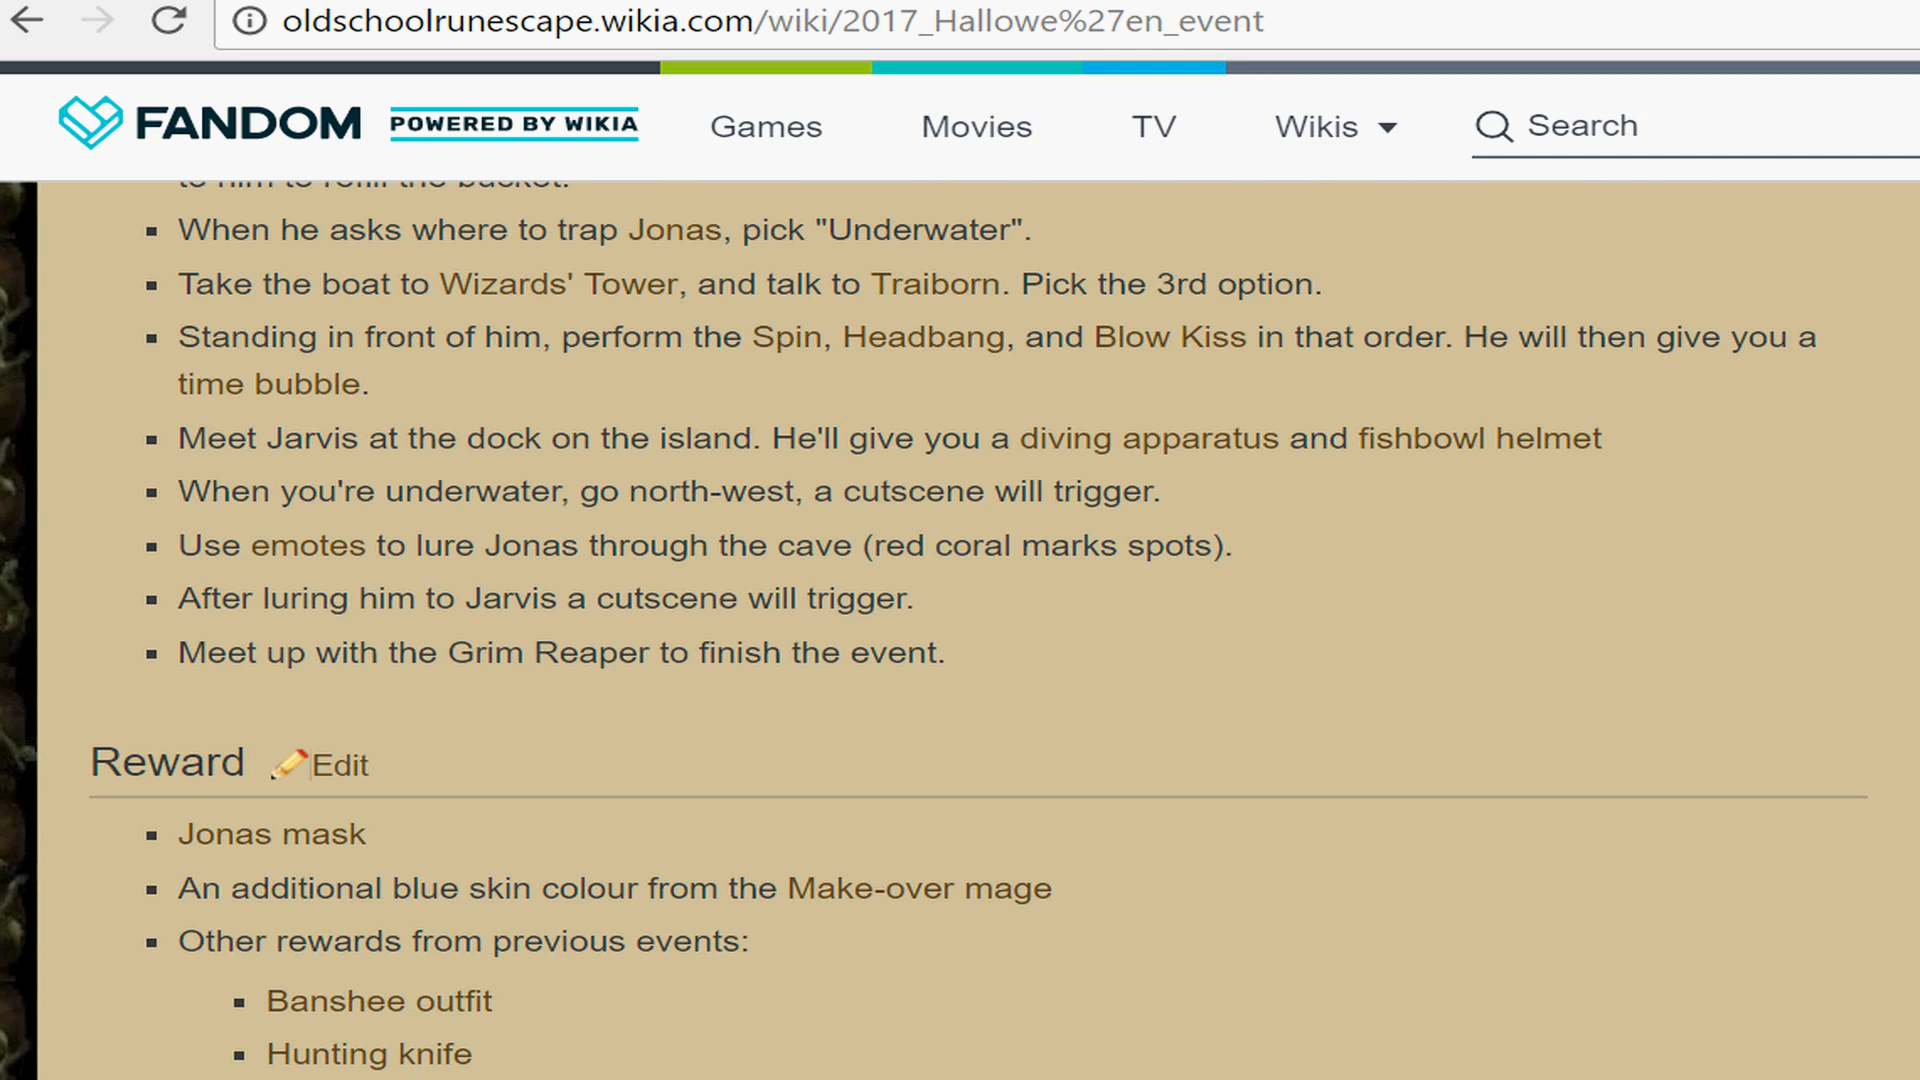 oldschoolrunescape.wikia.com/wiki/2017_Hallowe%27en_event
FANDOM POWERED BY WIKIA Games Movies TV Wikis Search
to him to refill the bucket.
When he asks where to trap Jonas, pick "Underwater".
Take the boat to Wizards' Tower, and talk to Traiborn. Pick the 3rd option.
Standing in front of him, perform the Spin, Headbang, and Blow Kiss in that order. He will then give you a
time bubble.
Meet Jarvis at the dock on the island. He'll give you a diving apparatus and fishbowl helmet
When you're underwater, go north-west, a cutscene will trigger.
Use emotes to lure Jonas through the cave (red coral marks spots).
After luring him to Jarvis a cutscene will trigger.
Meet up with the Grim Reaper to finish the event.
Reward Edit
Jonas mask
An additional blue skin colour from the Make-over mage
Other rewards from previous events:
Banshee outfit
Hunting knife